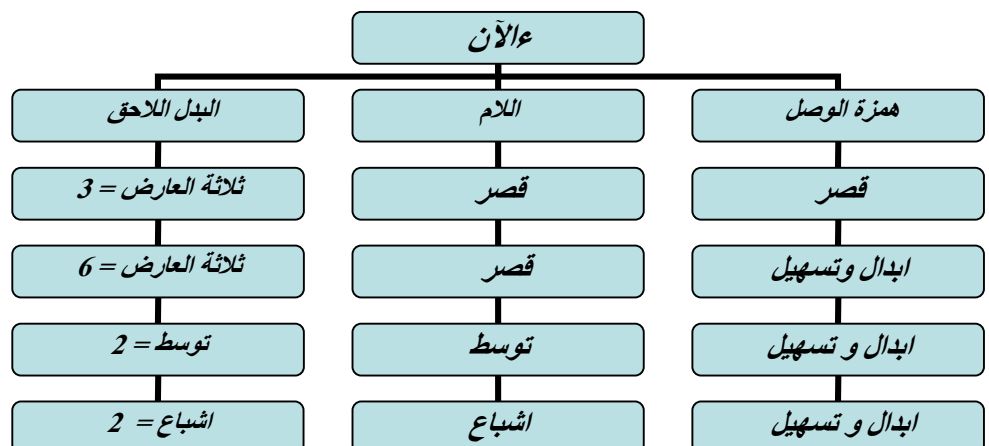 ءالآن
همزة الوصل
اللام
البدل اللاحق
قصر
قصر
ثلاثة العارض = 3
ابدال وتسهيل
قصر
ثلاثة العارض = 6
ابدال و تسهيل
توسط
توسط = 2
ابدال و تسهيل
اشباع
اشباع = 2